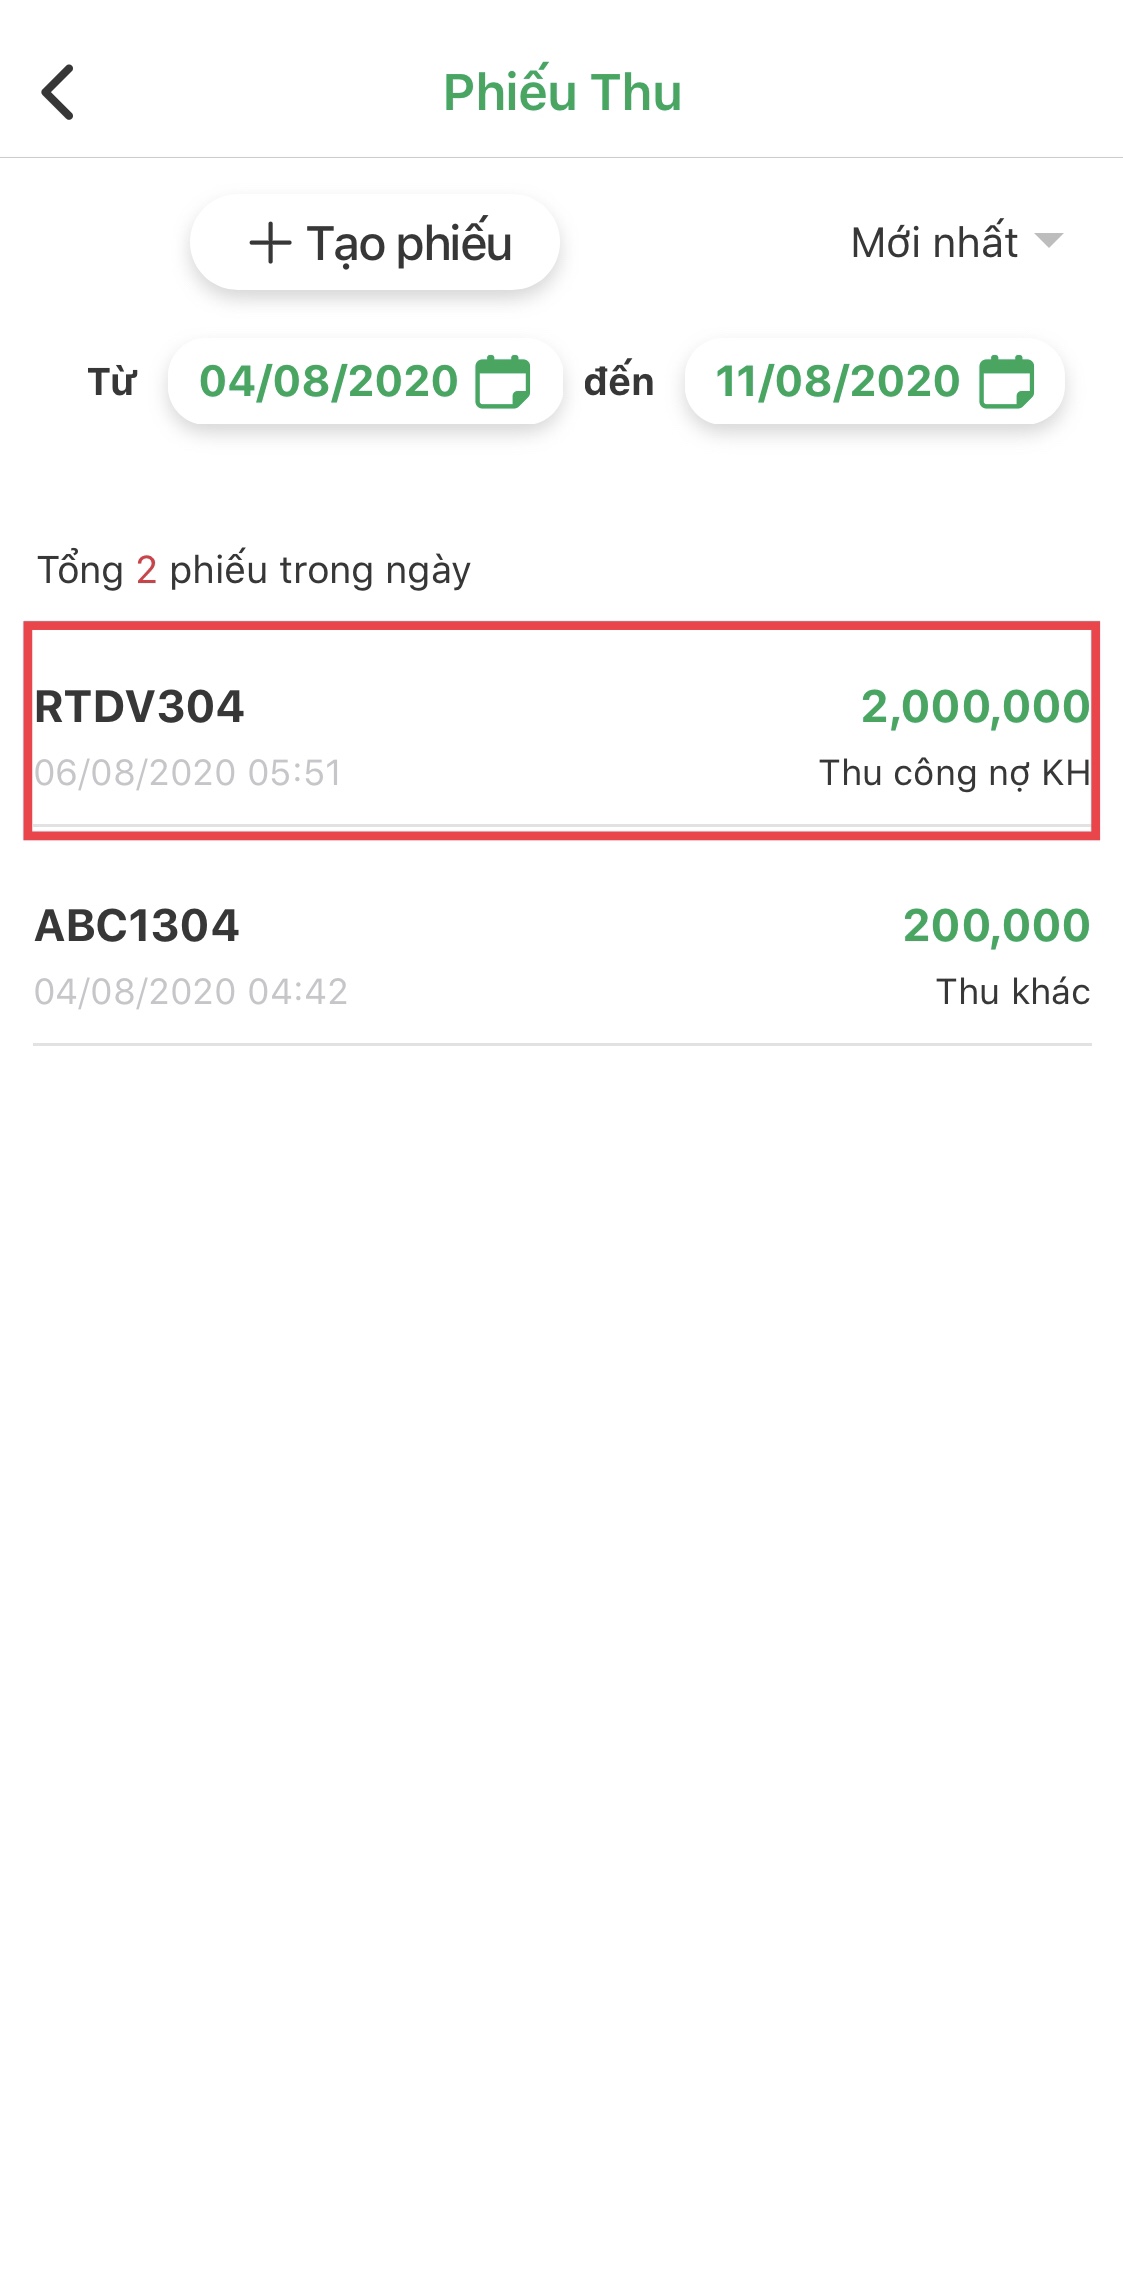 Phiếu Thu
+ Tạo phiếu
Mới nhất
Từ 04/08/2020 đến 11/08/2020
Tổng 2 phiếu trong ngày
RTDV304 2,000,000
06/08/2020 05:51 Thu công nợ KH
ABC1304 200,000
04/08/2020 04:42 Thu khác